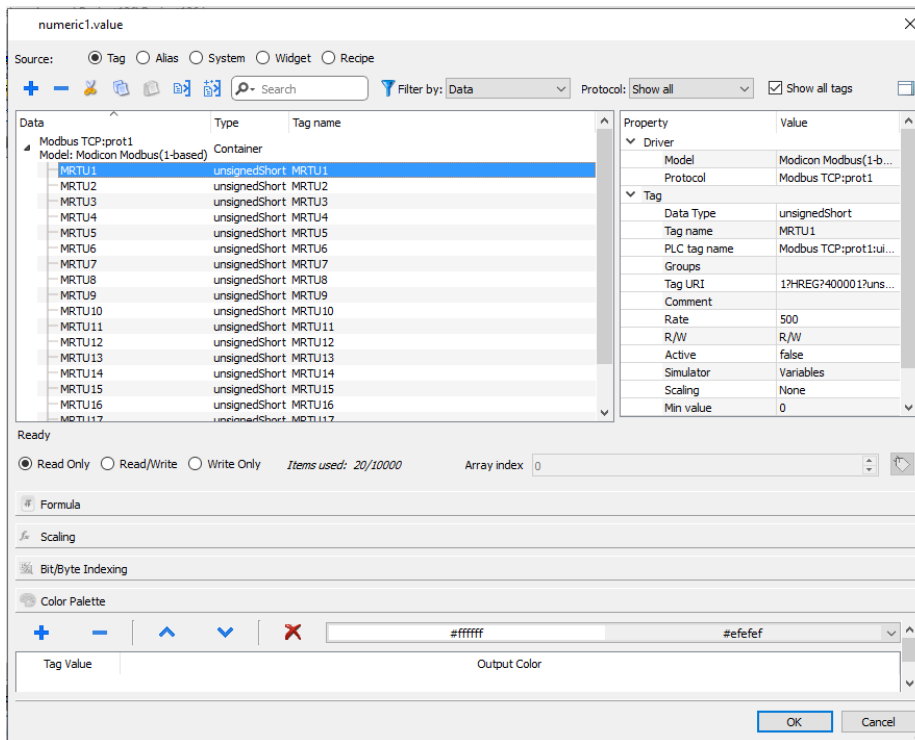 numeric1.value
Source: Tag Alias System Widget Recipe
Search Filter by: Data Protocol: Show all Show all tags
Data Type Tag name
Modbus TCP:prot1
Model: Modicon Modbus(1-based) Container
MRTU1 unsignedShort MRTU1
MRTU2 unsignedShort MRTU2
MRTU3 unsignedShort MRTU3
MRTU4 unsignedShort MRTU4
MRTU5 unsignedShort MRTU5
MRTU6 unsignedShort MRTU6
MRTU7 unsignedShort MRTU7
MRTU8 unsignedShort MRTU8
MRTU9 unsignedShort MRTU9
MRTU10 unsignedShort MRTU10
MRTU11 unsignedShort MRTU11
MRTU12 unsignedShort MRTU12
MRTU13 unsignedShort MRTU13
MRTU14 unsignedShort MRTU14
MRTU15 unsignedShort MRTU15
MRTU16 unsignedShort MRTU16
MRTU17 unsignedShort MRTU17
Property Value
Driver
Model Modicon Modbus(1-b...
Protocol Modbus TCP:prot1
Tag
Data Type unsignedShort
Tag name MRTU1
PLC tag name Modbus TCP:prot1:ui...
Groups
Tag URI 1?HREG?400001?uns...
Comment
Rate 500
R/W R/W
Active false
Simulator Variables
Scaling None
Min value 0
Ready
Read Only Read/Write Write Only Items used: 20/10000 Array index 0
Formula
Scaling
Bit/Byte Indexing
Color Palette
#ffffff #efefef
Tag Value Output Color
OK Cancel